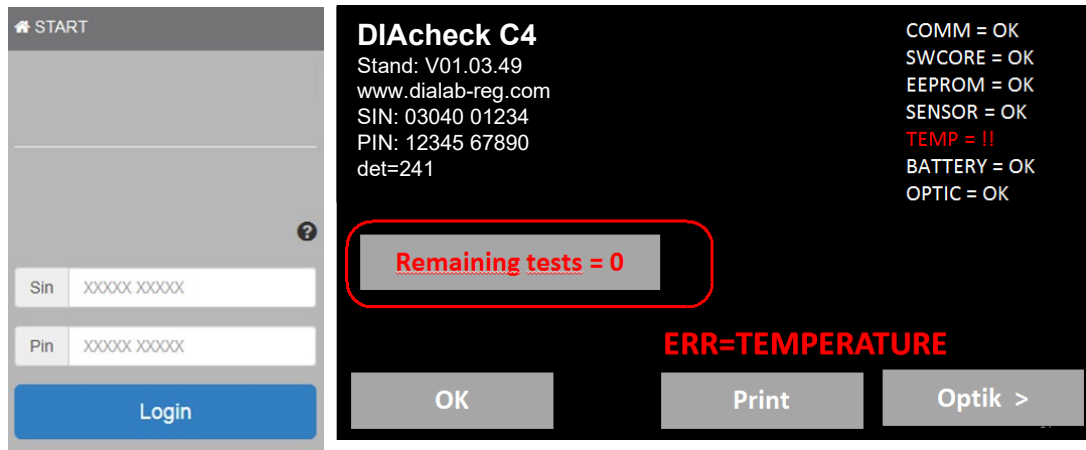 START
?
Sin XXXXX XXXXX
Pin XXXXX XXXXX
Login
DIAcheck C4
Stand: V01.03.49
www.dialab-reg.com
SIN: 03040 01234
PIN: 12345 67890
det=241
COMM = OK
SWCORE = OK
EEPROM = OK
SENSOR = OK
TEMP = !!
BATTERY = OK
OPTIC = OK
Remaining tests = 0
ERR=TEMPERATURE
OK
Print
Optik >